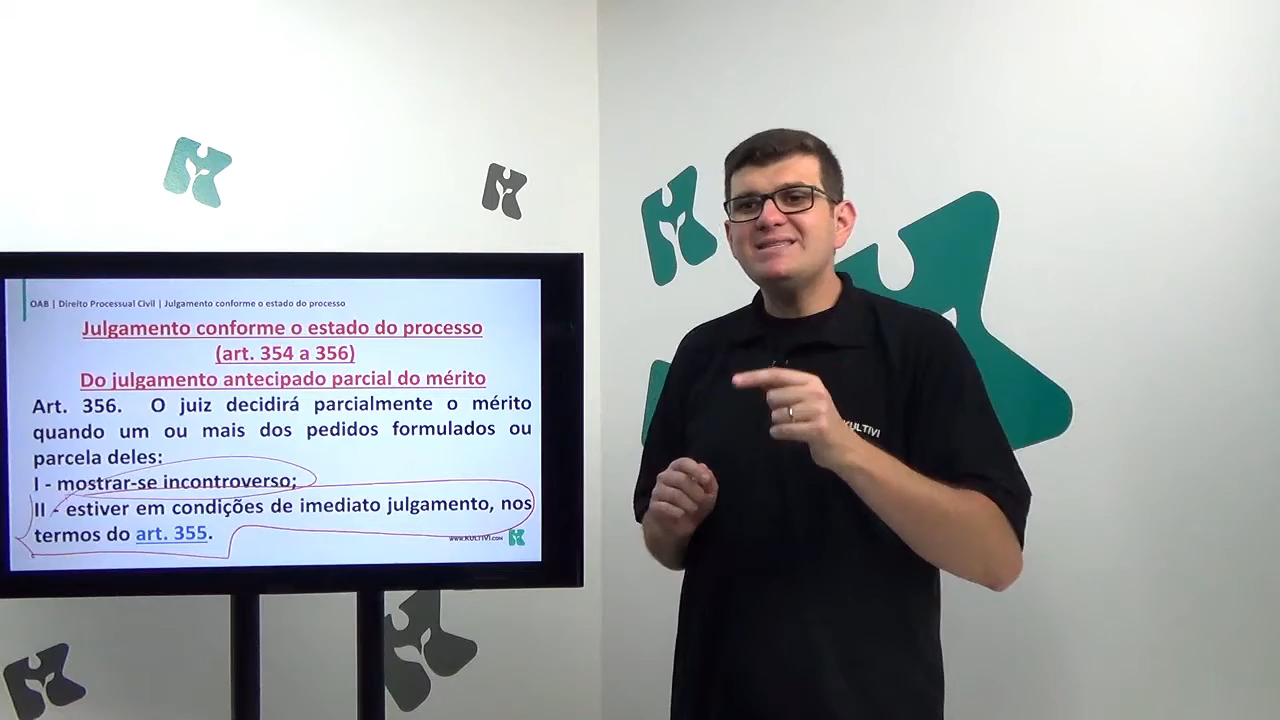 OAB | Direito Processual Civil | Julgamento conforme o estado do processo
Julgamento conforme o estado do processo
(art. 354 a 356)
Do julgamento antecipado parcial do mérito
Art. 356. O juiz decidirá parcialmente o mérito
quando um ou mais dos pedidos formulados ou
parcela deles:
I - mostrar-se incontroverso;
II - estiver em condições de imediato julgamento, nos
termos do art. 355.
www.KULTIVI.com
KULTIVI